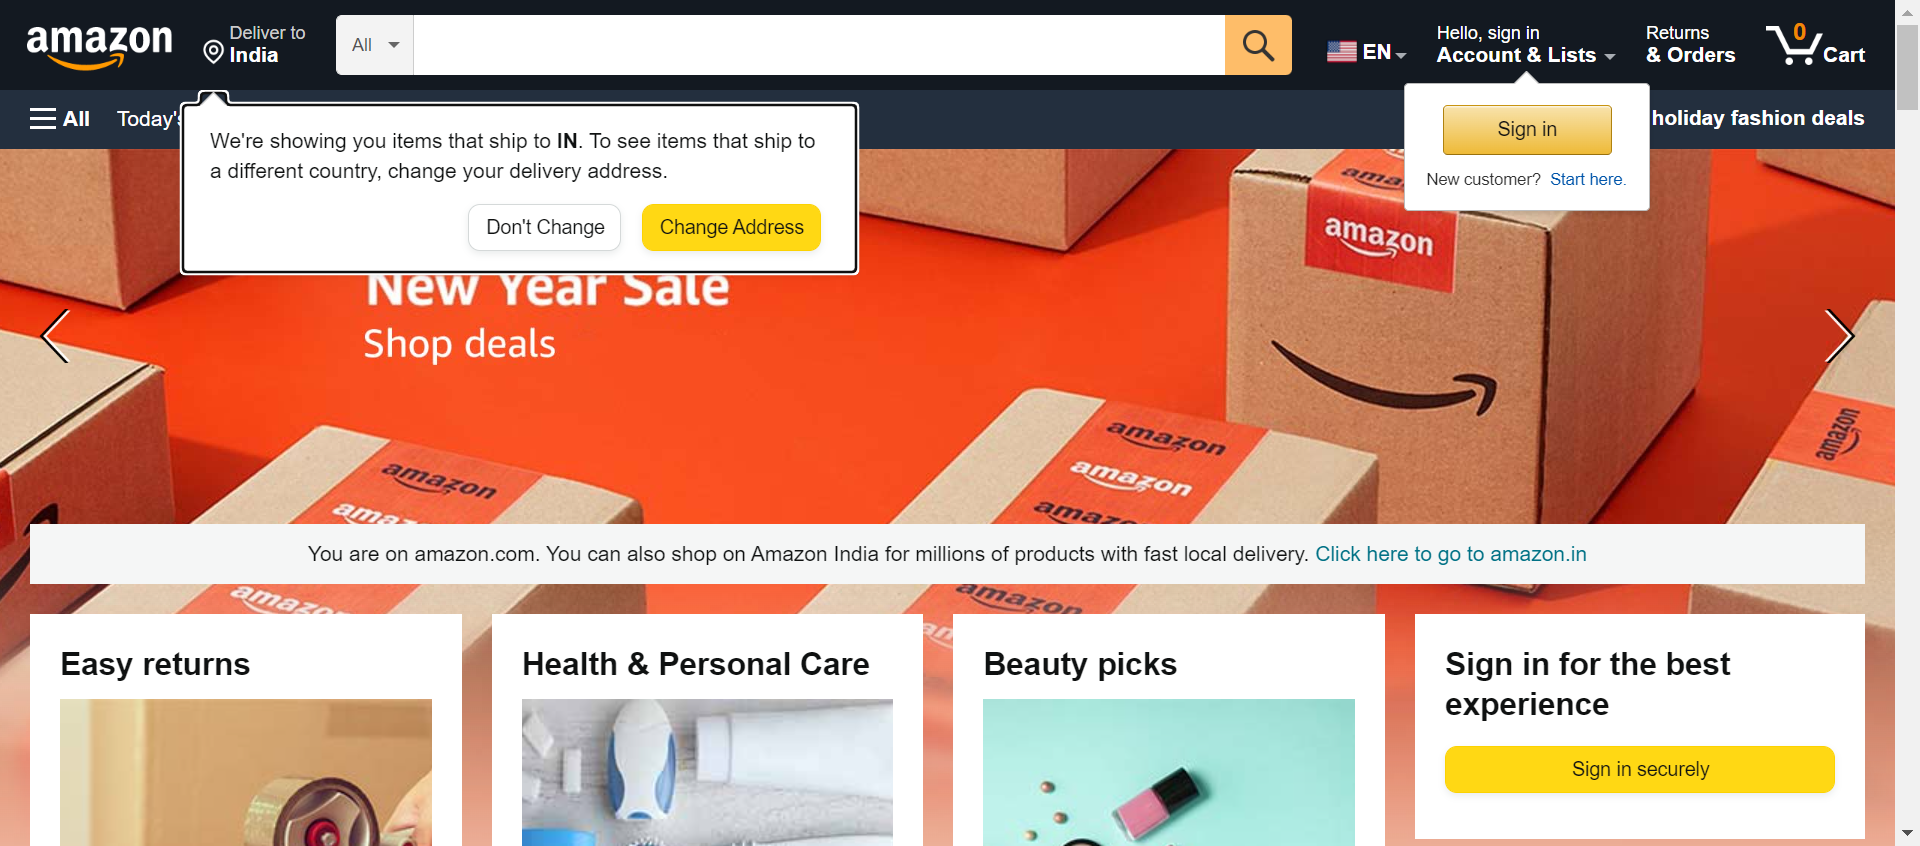 amazon
Deliver to
India
All
EN
Hello, sign in
Account & Lists
Returns
& Orders
0
Cart
All
Today's
holiday fashion deals
We're showing you items that ship to IN. To see items that ship to
a different country, change your delivery address.
Don't Change
Change Address
Sign in
New customer? Start here.
New Year Sale
Shop deals
amazon
amazon
amazon
amazon
amazon
amazon
You are on amazon.com. You can also shop on Amazon India for millions of products with fast local delivery. Click here to go to amazon.in
amazon
amazon
Easy returns
Health & Personal Care
Beauty picks
Sign in for the best
experience
Sign in securely